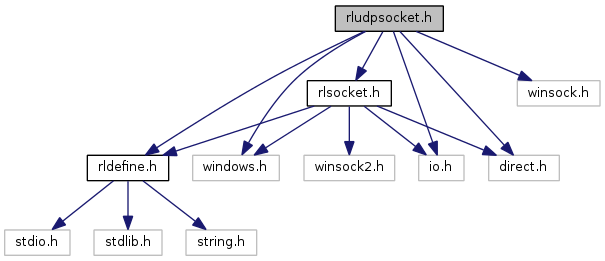 rludpsocket.h
rlsocket.h
winsock.h
rldefine.h
windows.h
winsock2.h
io.h
direct.h
stdio.h
stdlib.h
string.h